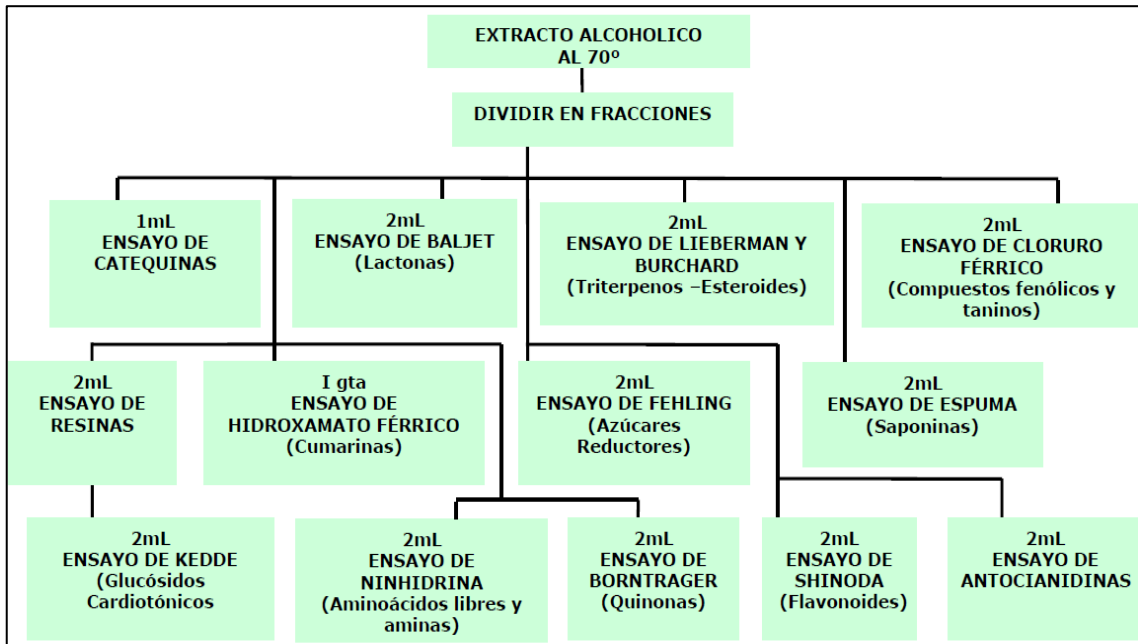 EXTRACTO ALCOHOLICO
AL 70º
DIVIDIR EN FRACCIONES
1mL
ENSAYO DE
CATEQUINAS
2mL
ENSAYO DE BALJET
(Lactonas)
2mL
ENSAYO DE LIEBERMAN Y
BURCHARD
(Triterpenos –Esteroides)
2mL
ENSAYO DE CLORURO
FÉRRICO
(Compuestos fenólicos y
taninos)
2mL
ENSAYO DE
RESINAS
I gta
ENSAYO DE
HIDROXAMATO FÉRRICO
(Cumarinas)
2mL
ENSAYO DE FEHLING
(Azúcares
Reductores)
2mL
ENSAYO DE ESPUMA
(Saponinas)
2mL
ENSAYO DE KEDDE
(Glucósidos
Cardiotónicos
2mL
ENSAYO DE
NINHIDRINA
(Aminoácidos libres y
aminas)
2mL
ENSAYO DE
BORNTRAGER
(Quinonas)
2mL
ENSAYO DE
SHINODA
(Flavonoides)
2mL
ENSAYO DE
ANTOCIANIDINAS